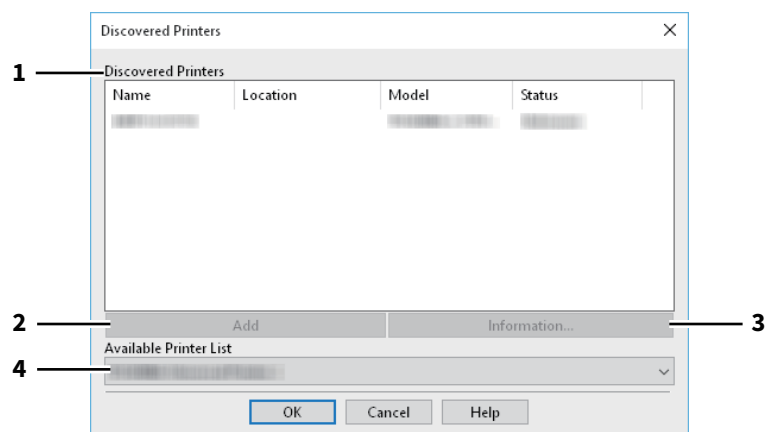 Discovered Printers
1
Discovered Printers
Name Location Model Status
2 Add Information... 3
Available Printer List
4
OK Cancel Help